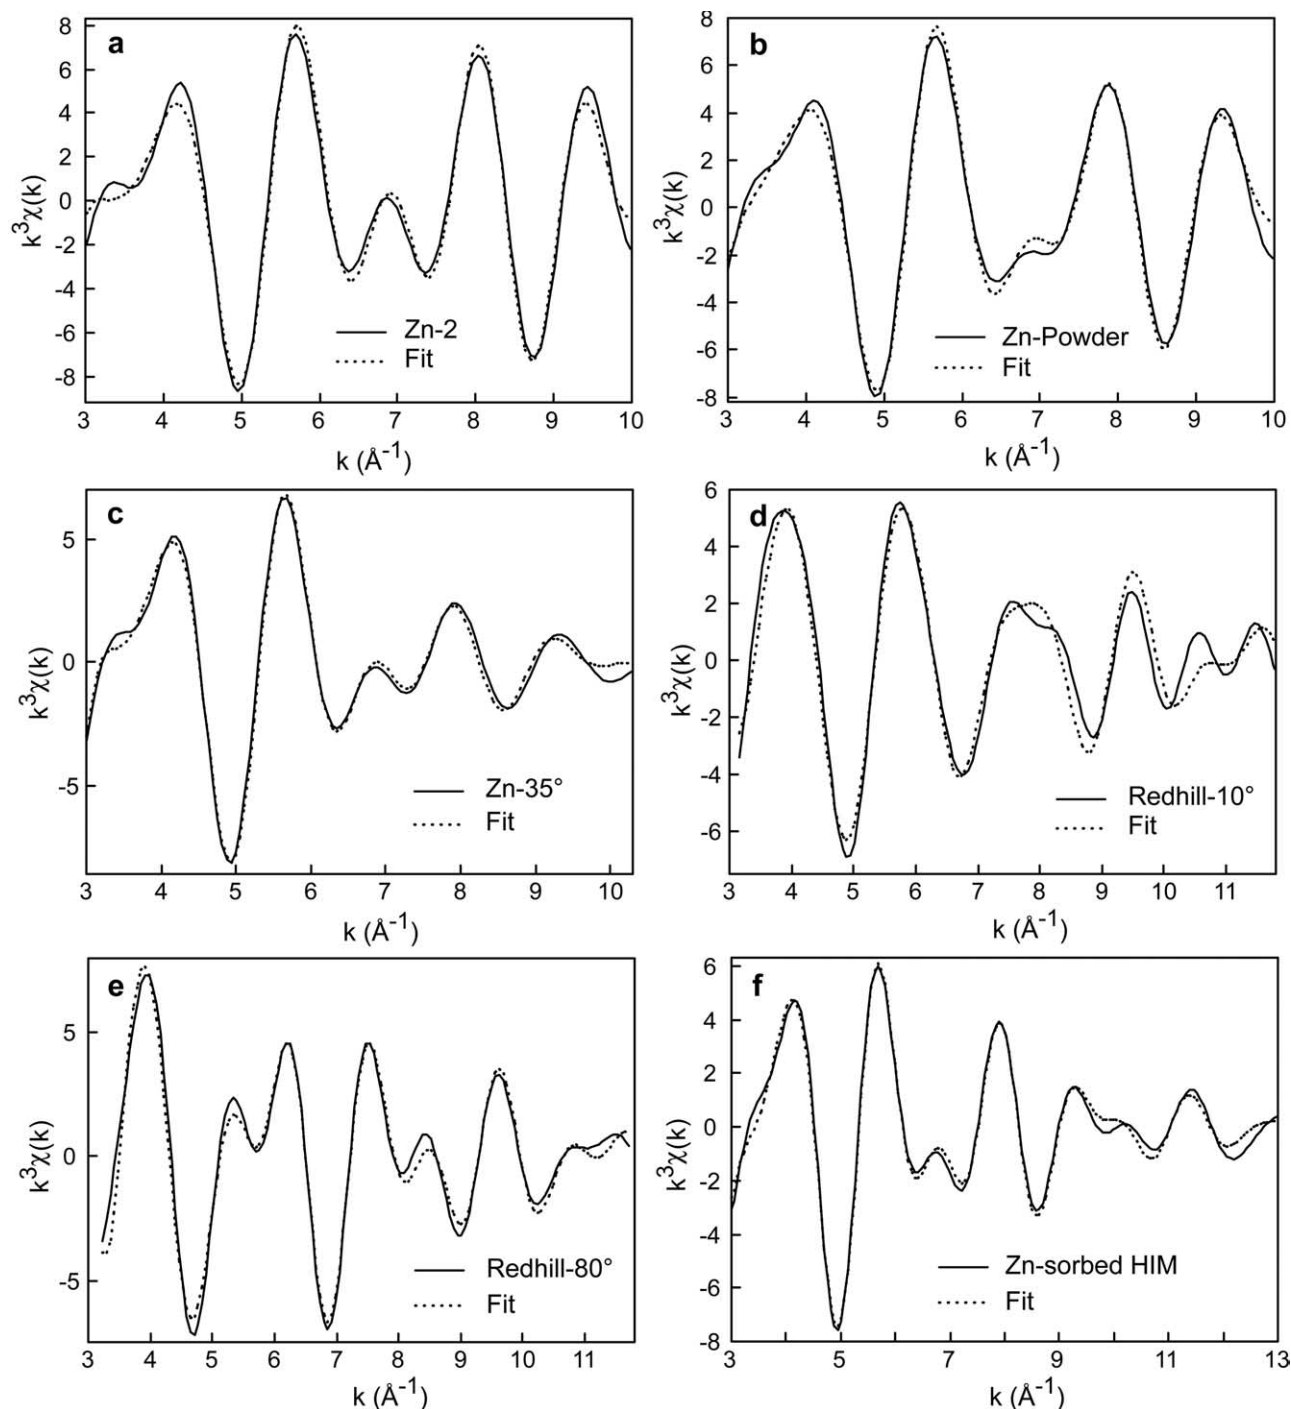 a
8
6
4
2
0
-2
-4
-6
-8
k³χ(k)
Zn-2
Fit
3 4 5 6 7 8 9 10
k (Å⁻¹)
b
8
6
4
2
0
-2
-4
-6
-8
k³χ(k)
Zn-Powder
Fit
3 4 5 6 7 8 9 10
k (Å⁻¹)
c
5
0
-5
k³χ(k)
Zn-35°
Fit
3 4 5 6 7 8 9 10
k (Å⁻¹)
d
6
4
2
0
-2
-4
-6
k³χ(k)
Redhill-10°
Fit
3 4 5 6 7 8 9 10 11
k (Å⁻¹)
e
5
0
-5
k³χ(k)
Redhill-80°
Fit
3 4 5 6 7 8 9 10 11
k (Å⁻¹)
f
6
4
2
0
-2
-4
-6
-8
k³χ(k)
Zn-sorbed HIM
Fit
3 5 7 9 11 13
k (Å⁻¹)